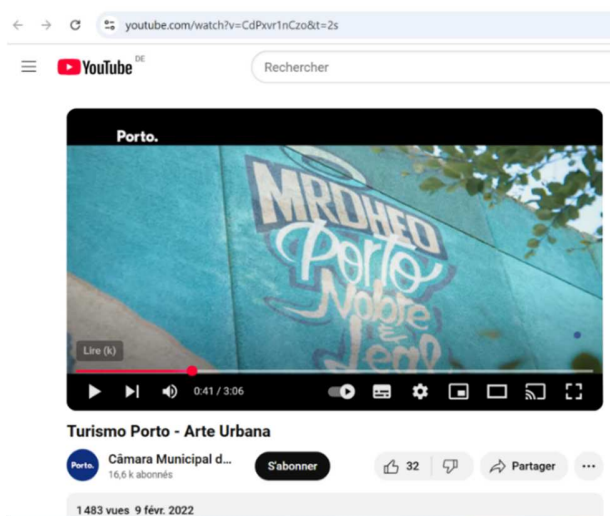 youtube.com/watch?v=CdPxvr1nCzo&t=2s
YouTube DE
Rechercher
Porto.
MRDHEO
Porto
Nobre
E
Leal
Lire (k)
0:41 / 3:06
Turismo Porto - Arte Urbana
Porto.
Câmara Municipal d...
16,6 k abonnés
S'abonner
32
Partager
1 483 vues 9 févr. 2022